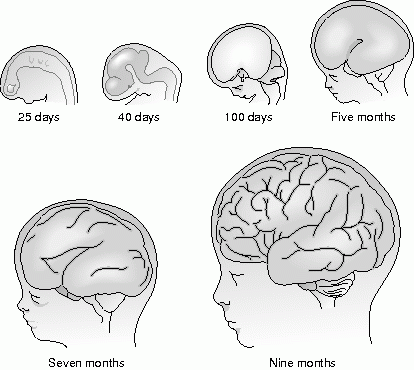 25 days
40 days
100 days
Five months
Seven months
Nine months